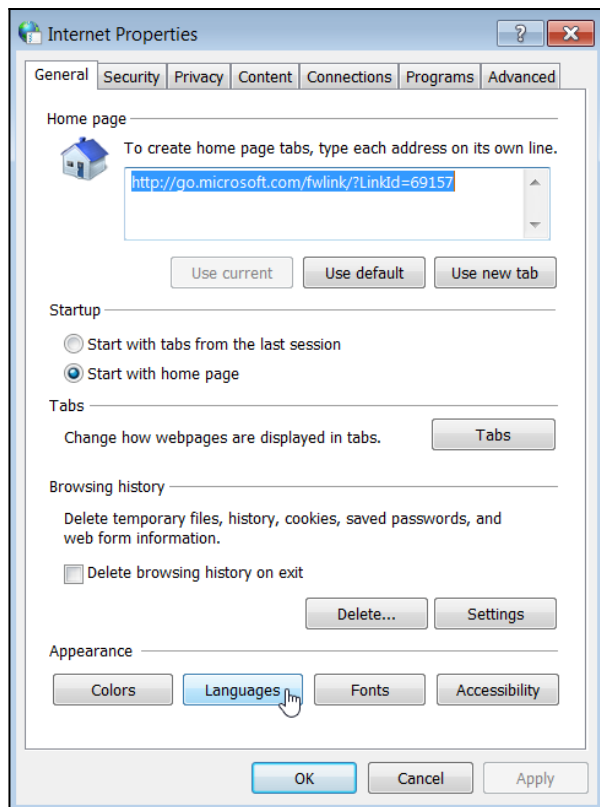 Internet Properties
General Security Privacy Content Connections Programs Advanced
Home page
To create home page tabs, type each address on its own line.
http://go.microsoft.com/fwlink/?LinkId=69157
Use current Use default Use new tab
Startup
Start with tabs from the last session
Start with home page
Tabs
Change how webpages are displayed in tabs. Tabs
Browsing history
Delete temporary files, history, cookies, saved passwords, and
web form information.
Delete browsing history on exit
Delete... Settings
Appearance
Colors Languages Fonts Accessibility
OK Cancel Apply